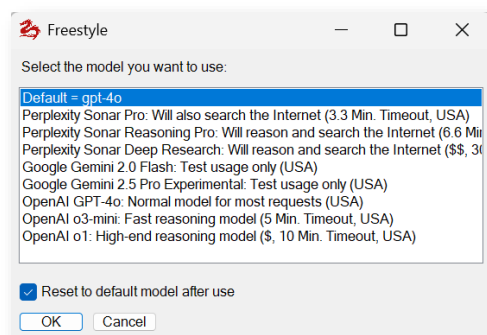 Freestyle
Select the model you want to use:
Default = gpt-4o
Perplexity Sonar Pro: Will also search the Internet (3.3 Min. Timeout, USA)
Perplexity Sonar Reasoning Pro: Will reason and search the Internet (6.6
Perplexity Sonar Deep Research: Will reason and search the Internet ($$,
Google Gemini 2.0 Flash: Test usage only (USA)
Google Gemini 2.5 Pro Experimental: Test usage only (USA)
OpenAI GPT-4o: Normal model for most requests (USA)
OpenAI o3-mini: Fast reasoning model (5 Min. Timeout, USA)
OpenAI o1: High-end reasoning model ($, 10 Min. Timeout, USA)
Reset to default model after use
OK Cancel